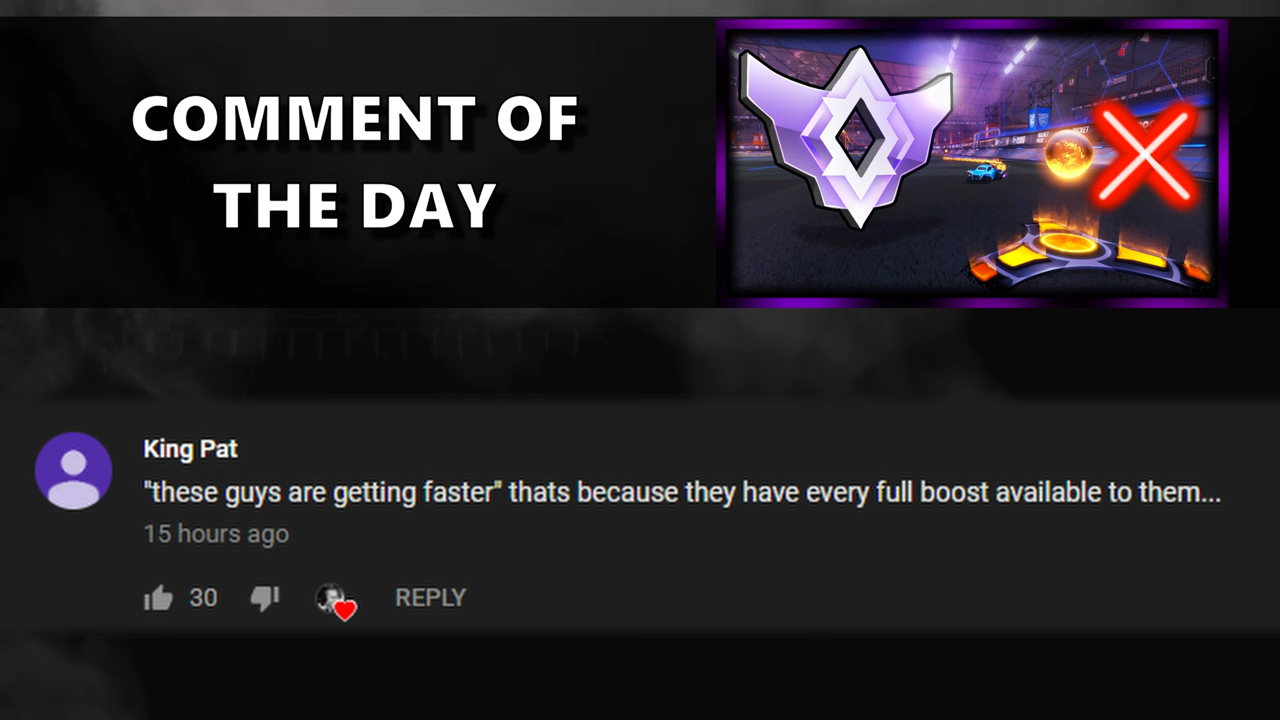 COMMENT OF
THE DAY
King Pat
"these guys are getting faster" thats because they have every full boost available to them...
15 hours ago
30
REPLY